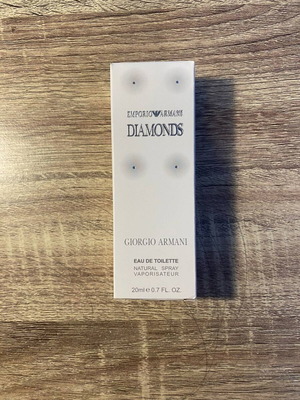 EMPORIO ARMANI
DIAMONDS
GIORGIO ARMANI
EAU DE TOILETTE
NATURAL SPRAY
VAPORISATEUR
20ml e 0.7 FL. OZ.